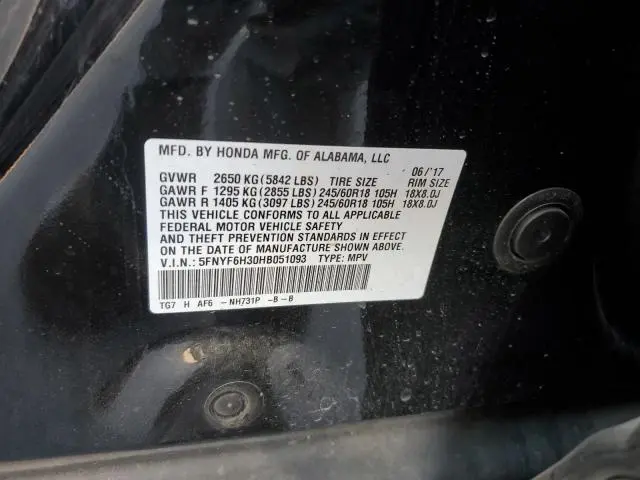 MFD. BY HONDA MFG. OF ALABAMA, LLC
GVWR 2650 KG (5842 LBS) TIRE SIZE 06/'17 RIM SIZE
GAWR F 1295 KG (2855 LBS) 245/60R18 105H 18X8.0J
GAWR R 1405 KG (3097 LBS) 245/60R18 105H 18X8.0J
THIS VEHICLE CONFORMS TO ALL APPLICABLE
FEDERAL MOTOR VEHICLE SAFETY
AND THEFT PREVENTION STANDARDS IN EFFECT
ON THE DATE OF MANUFACTURE SHOWN ABOVE.
V.I.N.: 5FNYF6H30HB051093 TYPE: MPV
TG7 H AF6 -NH731P -B -B